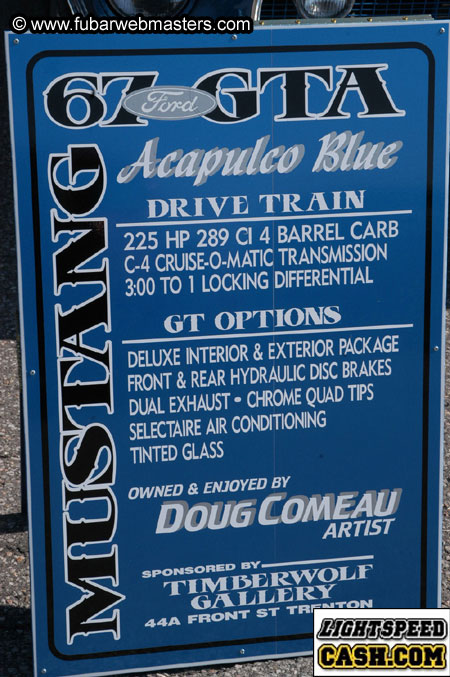 © www.fubarwebmasters.com
67 Ford GTA
MUSTANG
Acapulco Blue
DRIVE TRAIN
225 HP 289 CI 4 BARREL CARB
C-4 CRUISE-O-MATIC TRANSMISSION
3:00 TO 1 LOCKING DIFFERENTIAL
GT OPTIONS
DELUXE INTERIOR & EXTERIOR PACKAGE
FRONT & REAR HYDRAULIC DISC BRAKES
DUAL EXHAUST • CHROME QUAD TIPS
SELECTAIRE AIR CONDITIONING
TINTED GLASS
OWNED & ENJOYED BY
DOUG COMEAU
ARTIST
SPONSORED BY
TIMBERWOLF
GALLERY
44A FRONT ST TRENTON
LIGHTSPEED
CASH.COM